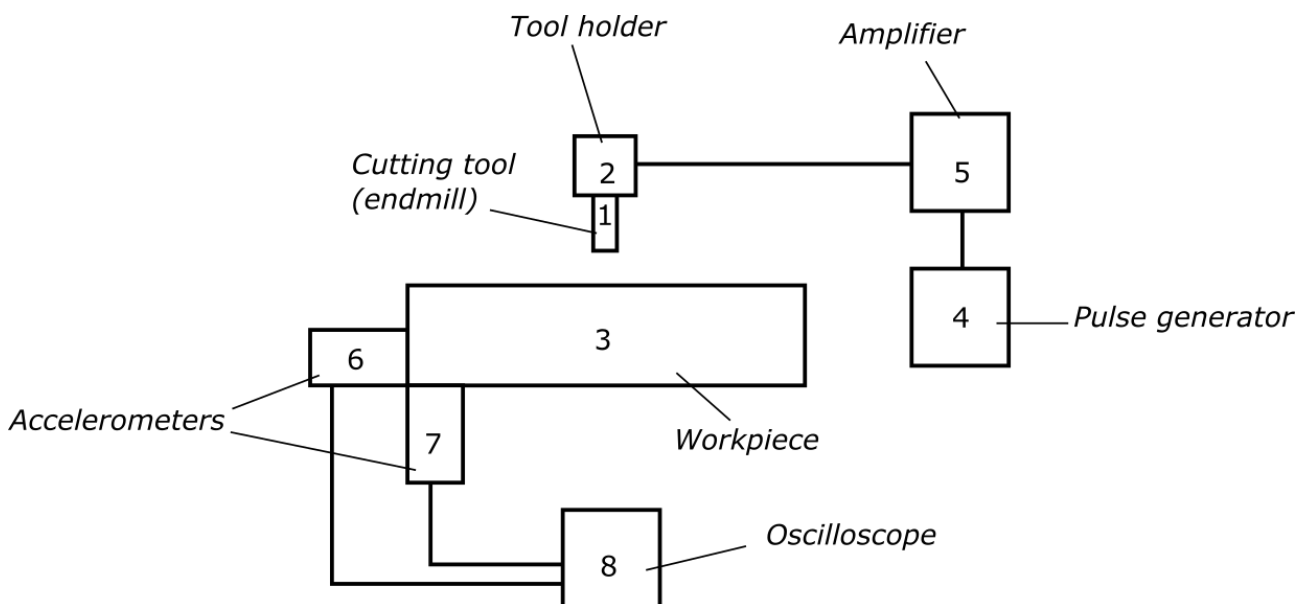 Tool holder
Amplifier
Cutting tool
(endmill)
2
5
1
3
4
Pulse generator
6
Accelerometers
7
Workpiece
Oscilloscope
8